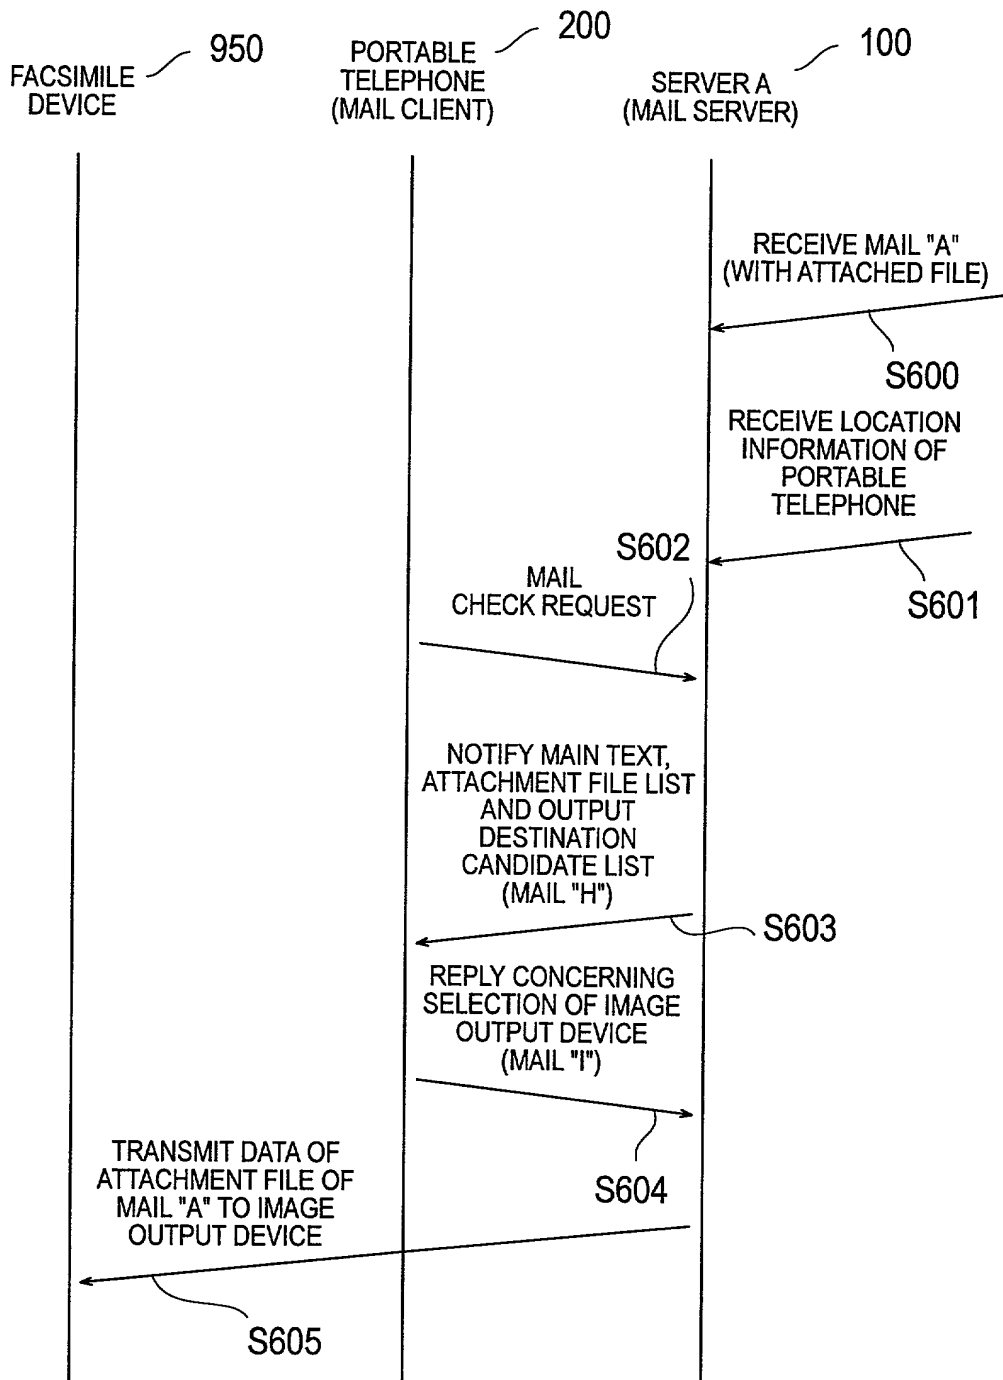 950
FACSIMILE
DEVICE
200
PORTABLE
TELEPHONE
(MAIL CLIENT)
100
SERVER A
(MAIL SERVER)
RECEIVE MAIL "A"
(WITH ATTACHED FILE)
S600
RECEIVE LOCATION
INFORMATION OF
PORTABLE
TELEPHONE
S601
S602
MAIL
CHECK REQUEST
NOTIFY MAIN TEXT,
ATTACHMENT FILE LIST
AND OUTPUT
DESTINATION
CANDIDATE LIST
(MAIL "H")
S603
REPLY CONCERNING
SELECTION OF IMAGE
OUTPUT DEVICE
(MAIL "I")
S604
TRANSMIT DATA OF
ATTACHMENT FILE OF
MAIL "A" TO IMAGE
OUTPUT DEVICE
S605